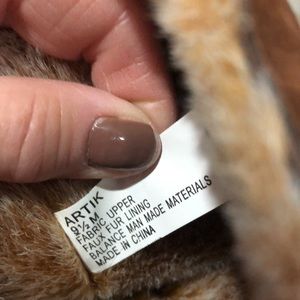 ARTIK
9½ M
FABRIC UPPER
FAUX FUR LINING
BALANCE MAN MADE MATERIALS
MADE IN CHINA